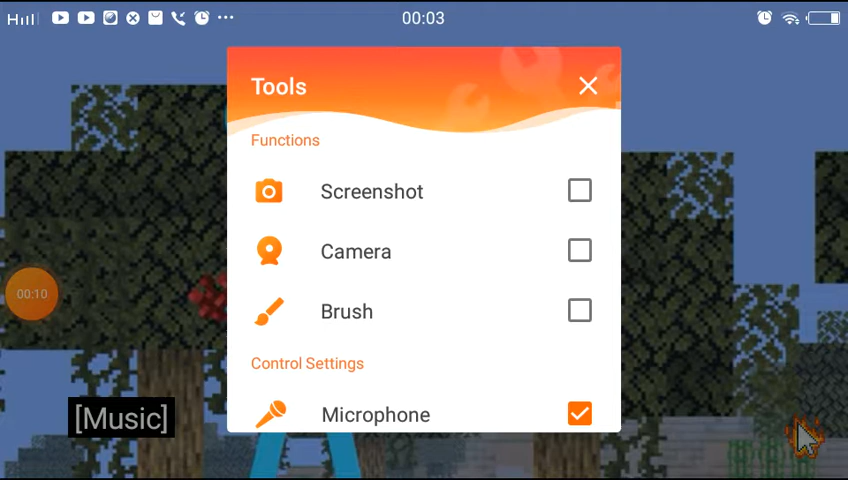 00:03
Tools
Functions
Screenshot
Camera
Brush
00:10
Control Settings
Microphone
[Music]